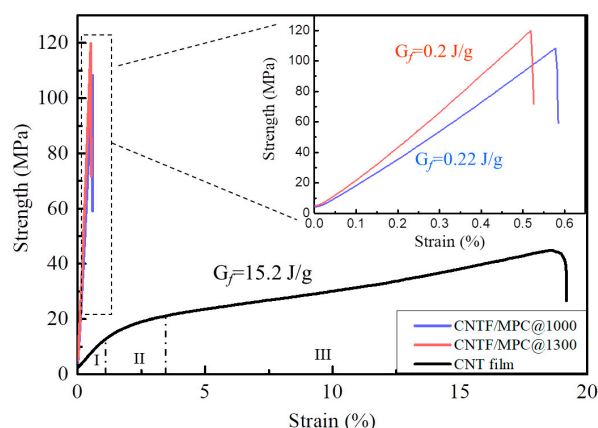 120
100
80
60
40
20
0
Strength (MPa)
0
5
10
15
20
Strain (%)
I
II
III
G_f=15.2 J/g
CNTF/MPC@1000
CNTF/MPC@1300
CNT film
120
100
80
60
40
20
0
Strength (MPa)
0.0
0.1
0.2
0.3
0.4
0.5
0.6
Strain (%)
G_f=0.2 J/g
G_f=0.22 J/g